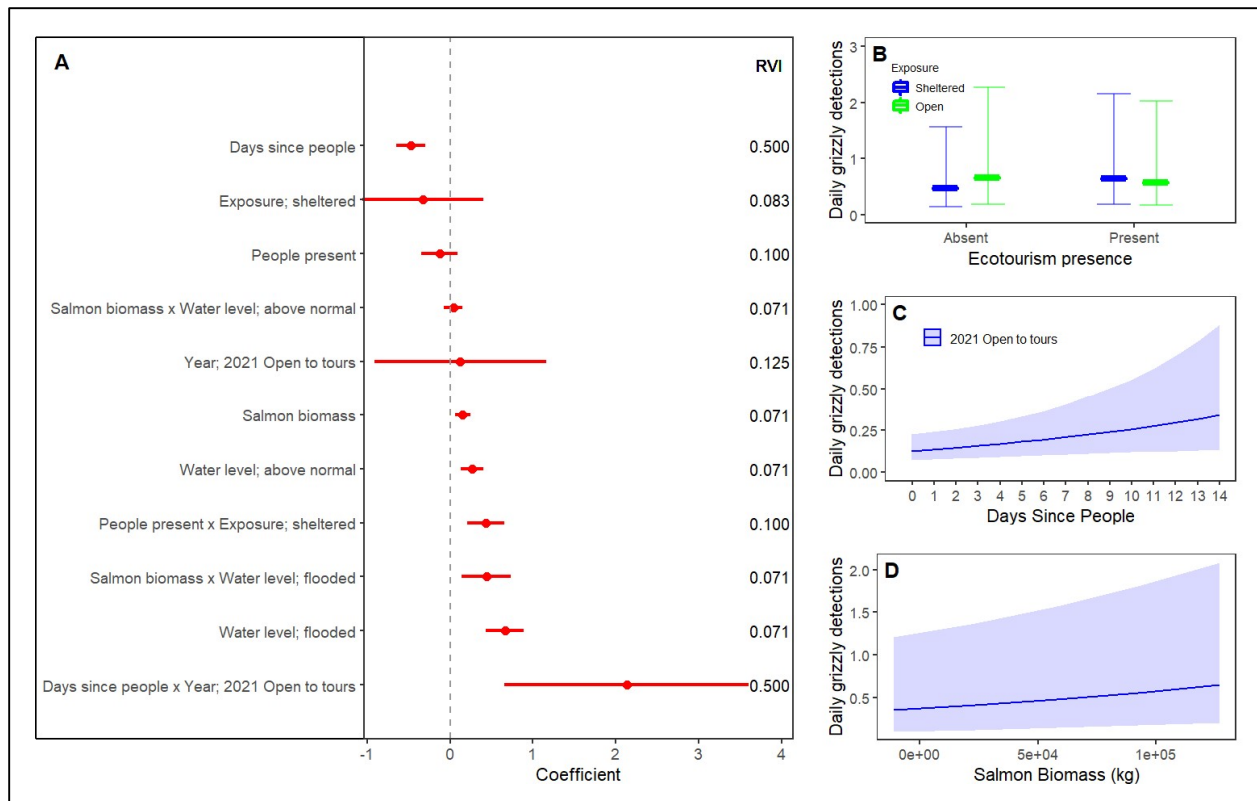 A
RVI
Days since people
0.500
Exposure; sheltered
0.083
People present
0.100
Salmon biomass x Water level; above normal
0.071
Year; 2021 Open to tours
0.125
Salmon biomass
0.071
Water level; above normal
0.071
People present x Exposure; sheltered
0.100
Salmon biomass x Water level; flooded
0.071
Water level; flooded
0.071
Days since people x Year; 2021 Open to tours
0.500
-1 0 1 2 3 4
Coefficient
B
Exposure
Sheltered
Open
3
2
1
0
Daily grizzly detections
Absent Present
Ecotourism presence
C
2021 Open to tours
1.00
0.75
0.50
0.25
0.00
Daily grizzly detections
0 1 2 3 4 5 6 7 8 9 10 11 12 13 14
Days Since People
D
2.0
1.5
1.0
0.5
Daily grizzly detections
0e+00 5e+04 1e+05
Salmon Biomass (kg)